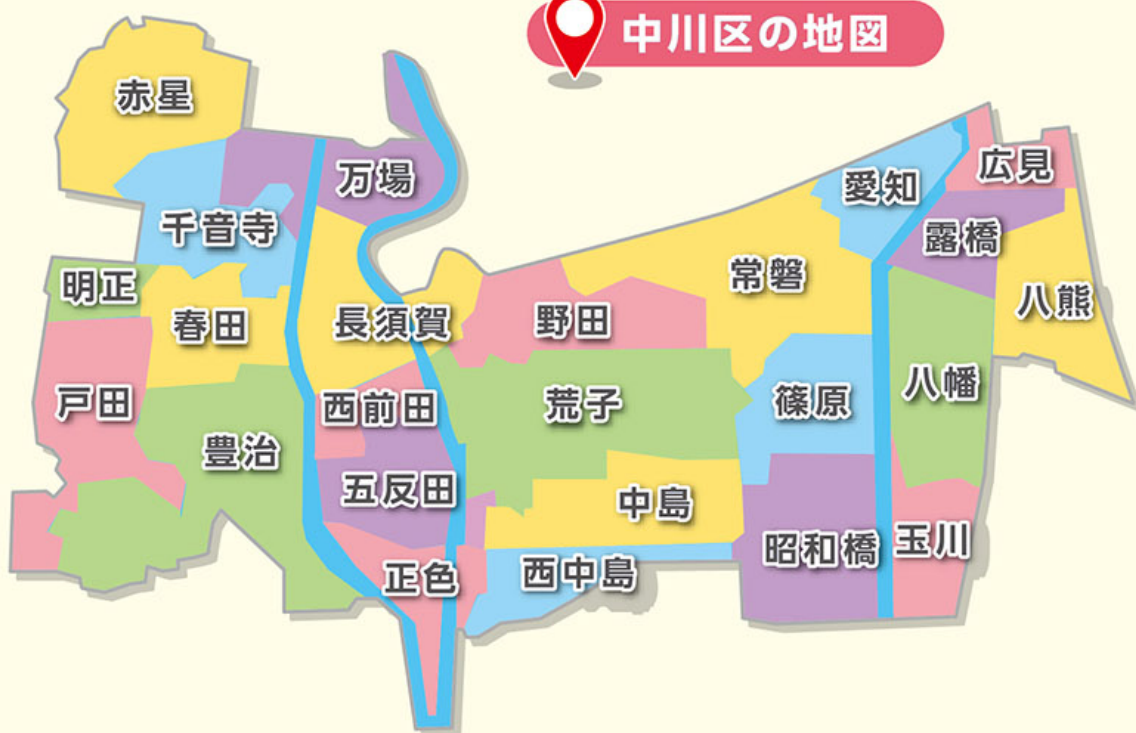 中川区の地図
赤星
万場
広見
愛知
千音寺
露橋
常磐
明正
八熊
春田
長須賀
野田
八幡
戸田
西前田
荒子
篠原
豊治
五反田
中島
昭和橋
玉川
正色
西中島